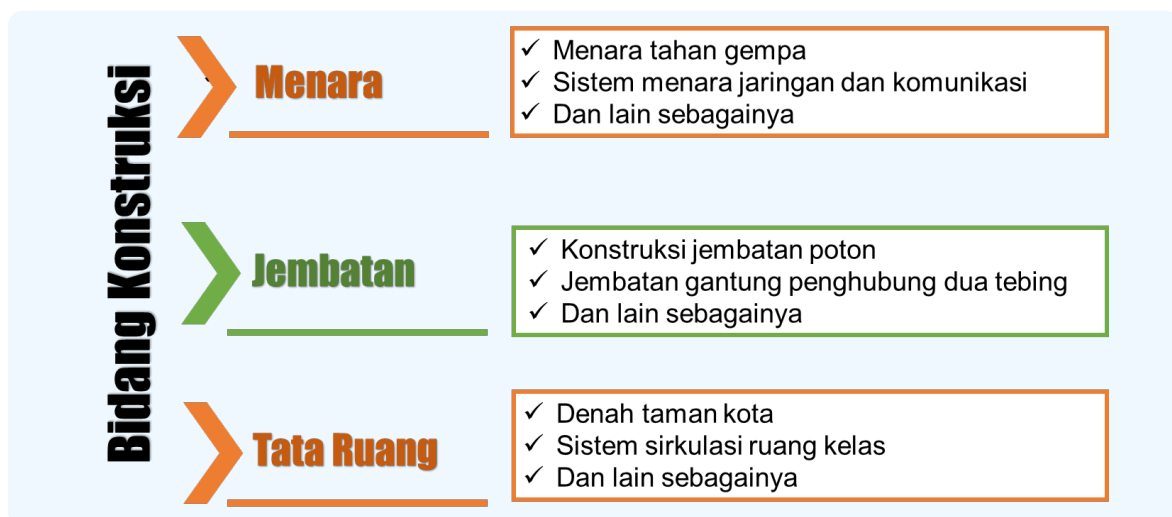 Bidang Konstruksi
Menara
✓ Menara tahan gempa
✓ Sistem menara jaringan dan komunikasi
✓ Dan lain sebagainya
Jembatan
✓ Konstruksi jembatan poton
✓ Jembatan gantung penghubung dua tebing
✓ Dan lain sebagainya
Tata Ruang
✓ Denah taman kota
✓ Sistem sirkulasi ruang kelas
✓ Dan lain sebagainya